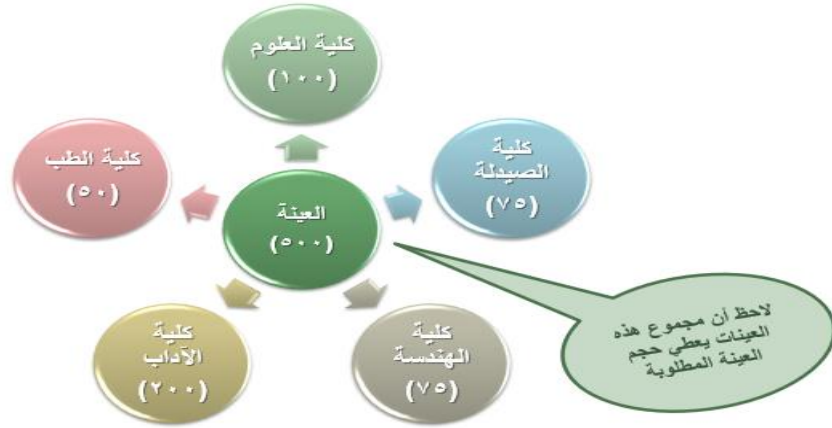 كلية العلوم
(١٠٠)
كلية
الصيدلة
(٧٥)
كلية الطب
(٥٠)
العينة
(٥٠٠)
كلية
الآداب
(٢٠٠)
كلية
الهندسة
(٧٥)
لاحظ أن مجموع هذه
العينات يعطي حجم
العينة المطلوبة